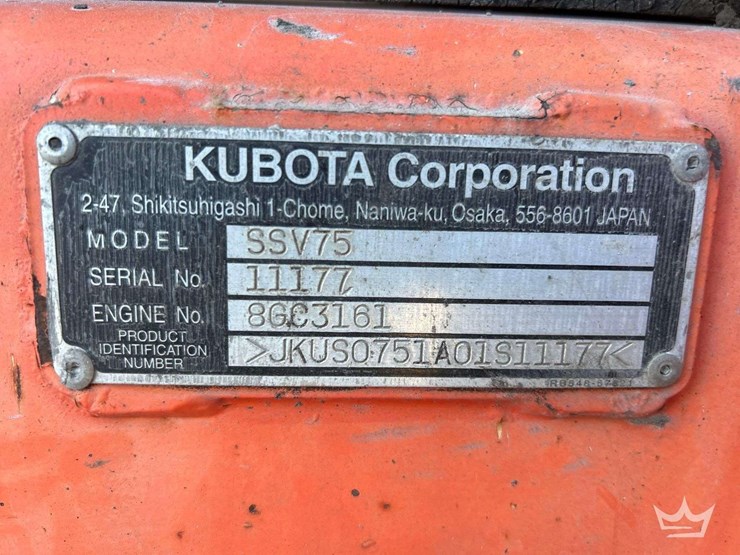 KUBOTA Corporation
2-47, Shikitsuhigashi 1-Chome, Naniwa-ku, Osaka, 556-8601 JAPAN
MODEL SSV75
SERIAL No. 11177
ENGINE No. 8GC3161
PRODUCT IDENTIFICATION NUMBER >JKUS0751A01S11177<